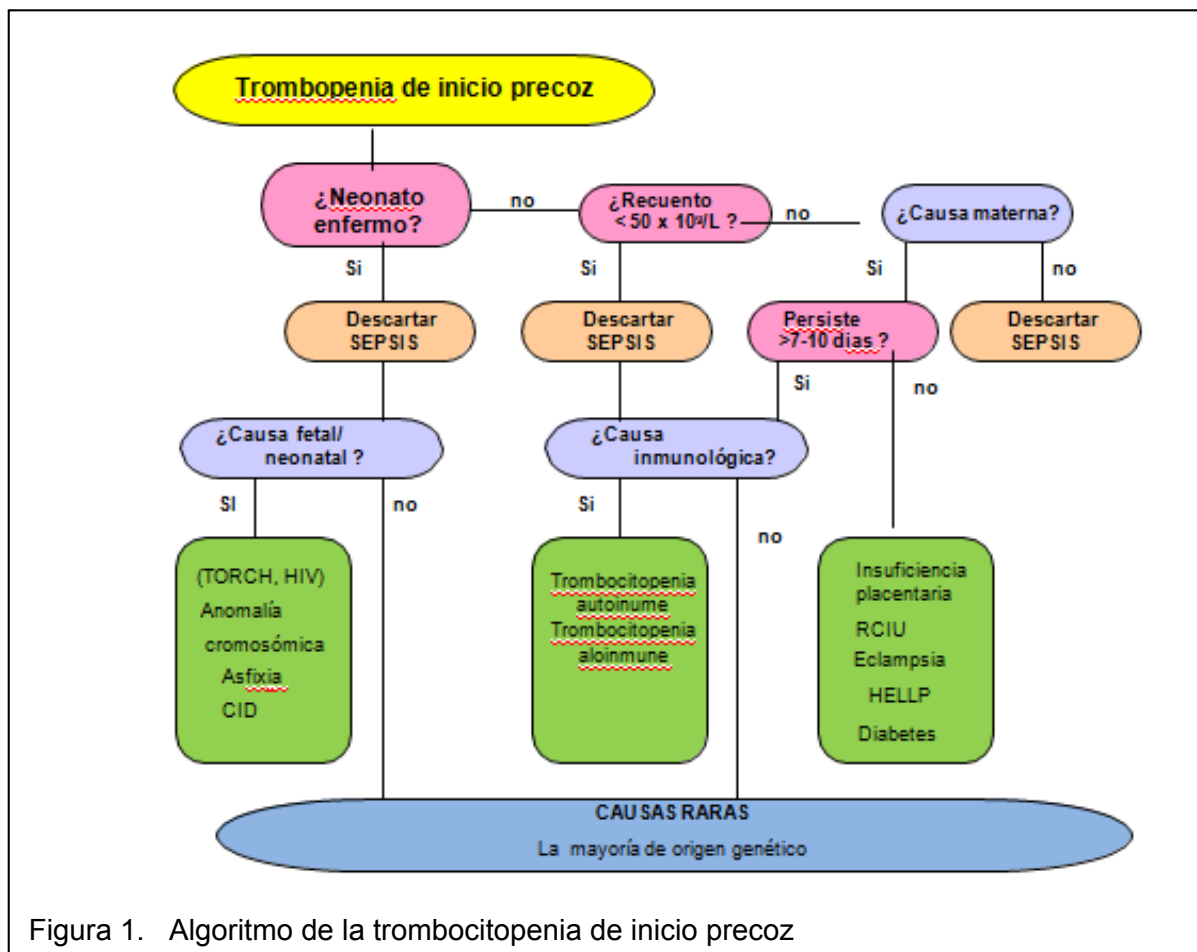 Trombopenia de inicio precoz
¿Neonato
enfermo?
no
¿Recuento
< 50 x 10⁹/L ?
no
¿Causa materna?
Si
Si
Si
no
Descartar
SEPSIS
Descartar
SEPSIS
Persiste
>7-10 dias ?
Descartar
SEPSIS
Si
no
¿Causa fetal/
neonatal ?
¿Causa
inmunológica?
SI
no
Si
no
(TORCH, HIV)
Anomalía
cromosómica
Asfixia
CID
Trombocitopenia
autoinume
Trombocitopenia
aloinmune
Insuficiencia
placentaria
RCIU
Eclampsia
HELLP
Diabetes
CAUSAS RARAS
La mayoría de origen genético
Figura 1. Algoritmo de la trombocitopenia de inicio precoz